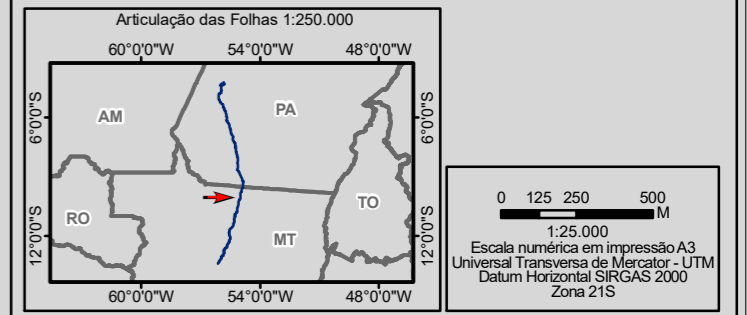 Articulação das Folhas 1:250.000
60°0'0"W 54°0'0"W 48°0'0"W
6°0'0"S 6°0'0"S
AM PA
RO TO
MT
12°0'0"S 12°0'0"S
60°0'0"W 54°0'0"W 48°0'0"W
0 125 250 500
M
1:25.000
Escala numérica em impressão A3
Universal Transversa de Mercator - UTM
Datum Horizontal SIRGAS 2000
Zona 21S